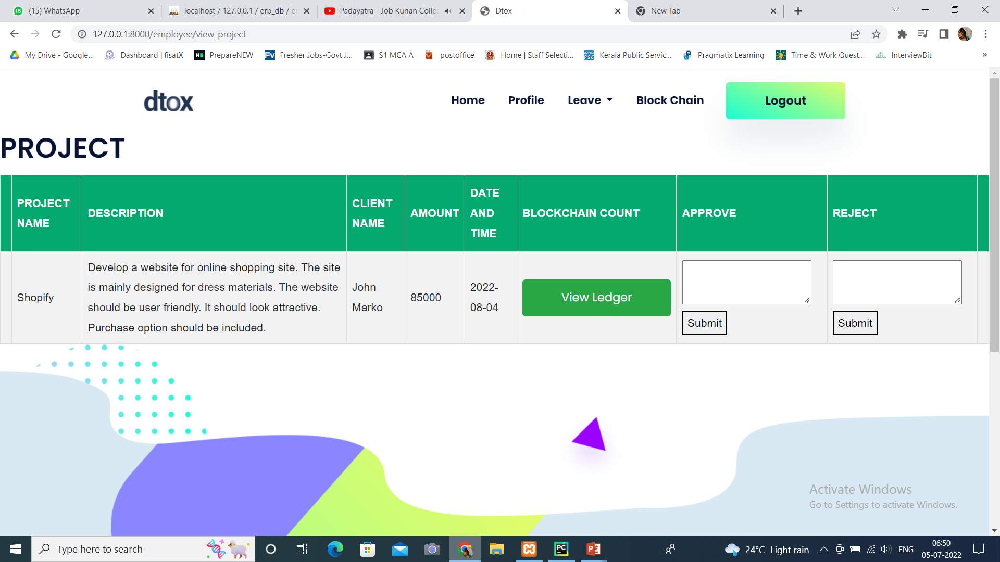 (15) WhatsApp
localhost / 127.0.0.1 / erp_db /
Padayatra - Job Kurian Collec
Dtox
New Tab
127.0.0.1:8000/employee/view_project
My Drive - Google...
Dashboard | fisatX
PrepareNEW
Fresher Jobs-Govt J...
S1 MCA A
postoffice
Home | Staff Selecti...
Kerala Public Servic...
Pragmatix Learning
Time & Work Quest...
InterviewBit
»
dtox
Home
Profile
Leave
Block Chain
Logout
PROJECT
PROJECT
NAME
DESCRIPTION
CLIENT
NAME
AMOUNT
DATE
AND
TIME
BLOCKCHAIN COUNT
APPROVE
REJECT
Shopify
Develop a website for online shopping site. The site
is mainly designed for dress materials. The website
should be user friendly. It should look attractive.
Purchase option should be included.
John
Marko
85000
2022-
08-04
View Ledger
Submit
Submit
Activate Windows
Go to Settings to activate Windows.
Type here to search
24°C Light rain
ENG
06:50
05-07-2022